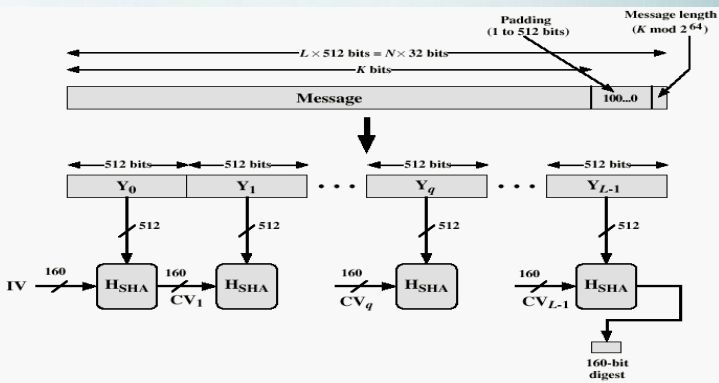 Padding
(1 to 512 bits)
Message length
(K mod 2^64)
L × 512 bits = N × 32 bits
K bits
Message
100...0
512 bits
512 bits
512 bits
512 bits
Y0
Y1
• • •
Yq
• • •
YL-1
512
512
512
512
IV
160
HSHA
160
CV1
HSHA
160
CVq
HSHA
160
CVL-1
HSHA
160-bit
digest